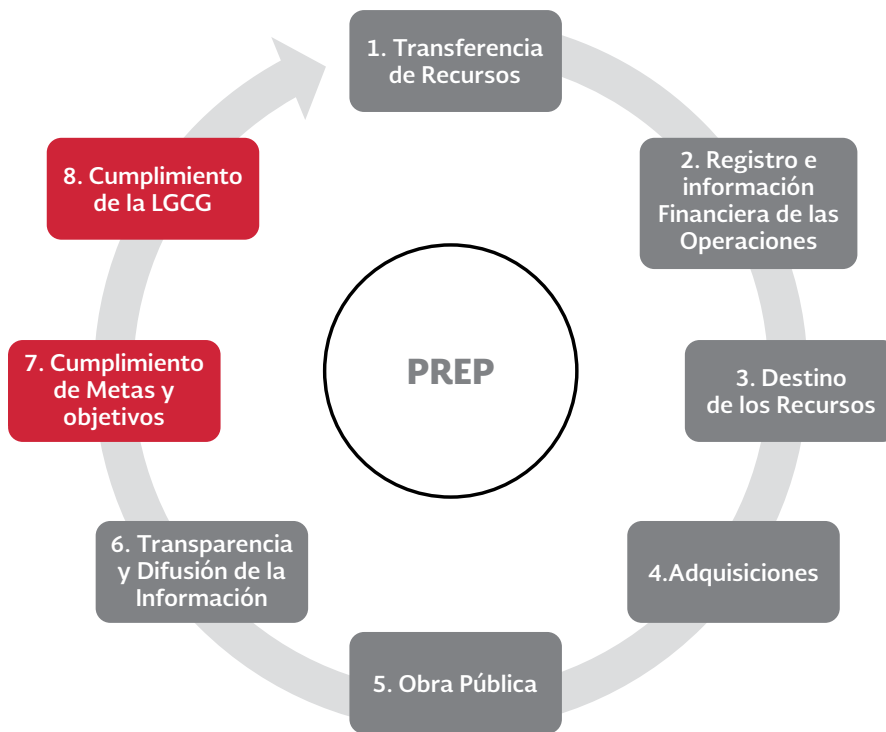 1. Transferencia
de Recursos
2. Registro e
información
Financiera de las
Operaciones
3. Destino
de los Recursos
4.Adquisiciones
5. Obra Pública
6. Transparencia
y Difusión de la
Información
7. Cumplimiento
de Metas y
objetivos
8. Cumplimiento
de la LGCG
PREP